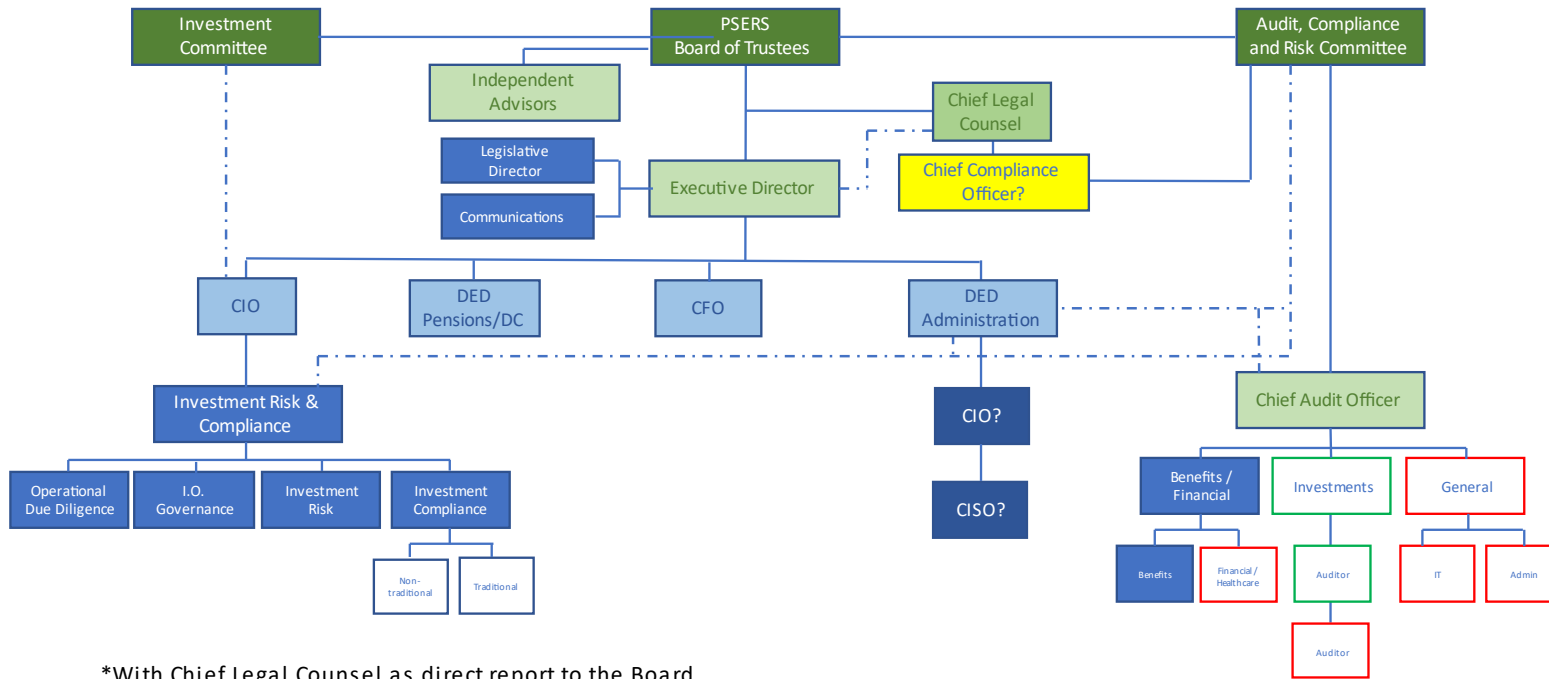 Investment
Committee
PSERS
Board of Trustees
Audit, Compliance
and Risk Committee
Independent
Advisors
Chief Legal
Counsel
Legislative
Director
Communications
Executive Director
Chief Compliance
Officer?
CIO
DED
Pensions/DC
CFO
DED
Administration
Investment Risk &
Compliance
CIO?
Chief Audit Officer
Operational
Due Diligence
I.O.
Governance
Investment
Risk
Investment
Compliance
CISO?
Benefits /
Financial
Investments
General
Non-
traditional
Traditional
Benefits
Financial /
Healthcare
Auditor
IT
Admin
Auditor
*With Chief Legal Counsel as direct report to the Board